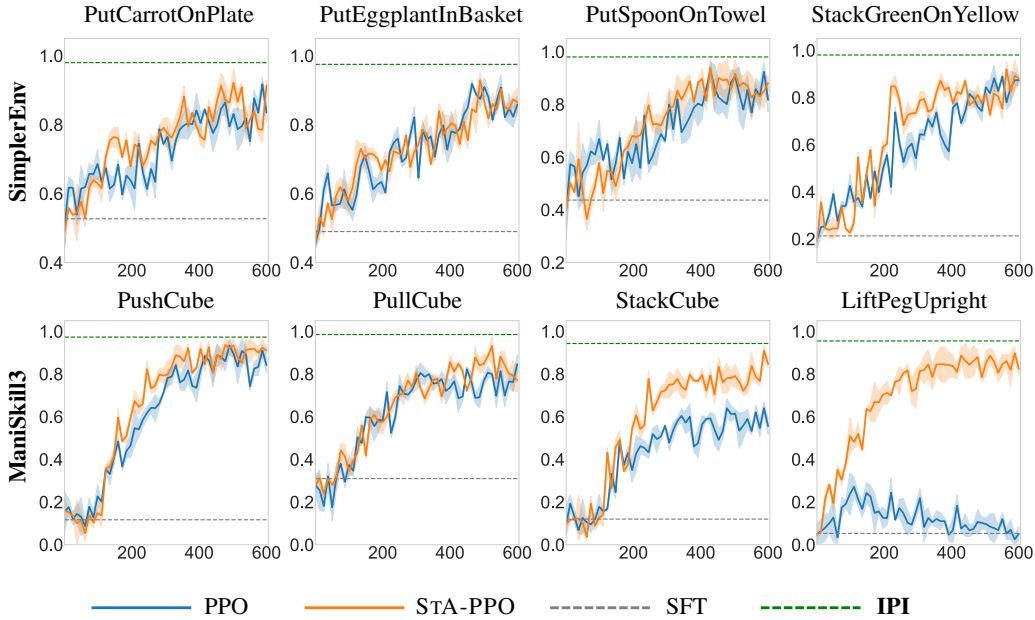 PutCarrotOnPlate PutEggplantInBasket PutSpoonOnTowel StackGreenOnYellow
SimplerEnv
1.0 0.8 0.6 0.4 200 400 600
1.0 0.8 0.6 0.4 200 400 600
1.0 0.8 0.6 0.4 0.2 200 400 600
1.0 0.8 0.6 0.4 0.2 200 400 600
PushCube PullCube StackCube LiftPegUpright
ManiSkill3
1.0 0.8 0.6 0.4 0.2 0.0 200 400 600
1.0 0.8 0.6 0.4 0.2 0.0 200 400 600
1.0 0.8 0.6 0.4 0.2 0.0 200 400 600
1.0 0.8 0.6 0.4 0.2 0.0 200 400 600
PPO STA-PPO SFT IPI